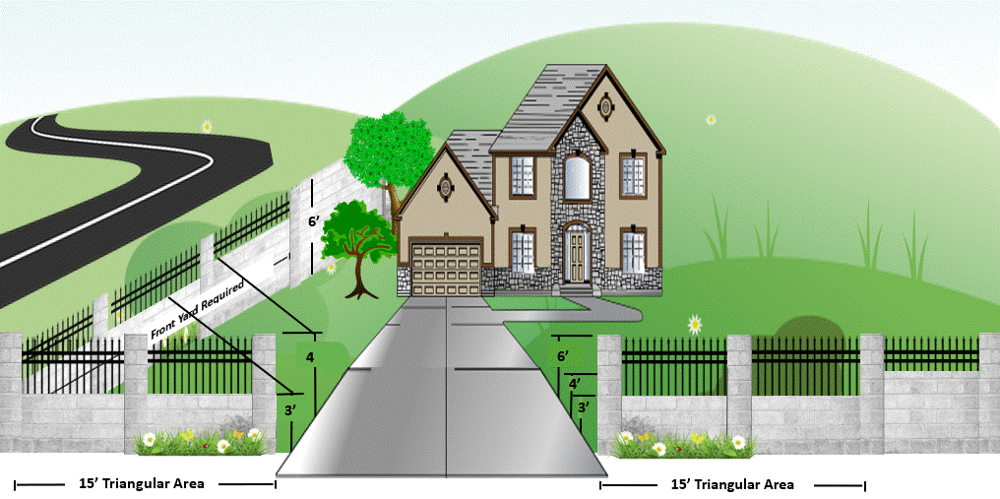 6'
Front Yard Required
4
6'
4'
3'
3'
15' Triangular Area
15' Triangular Area